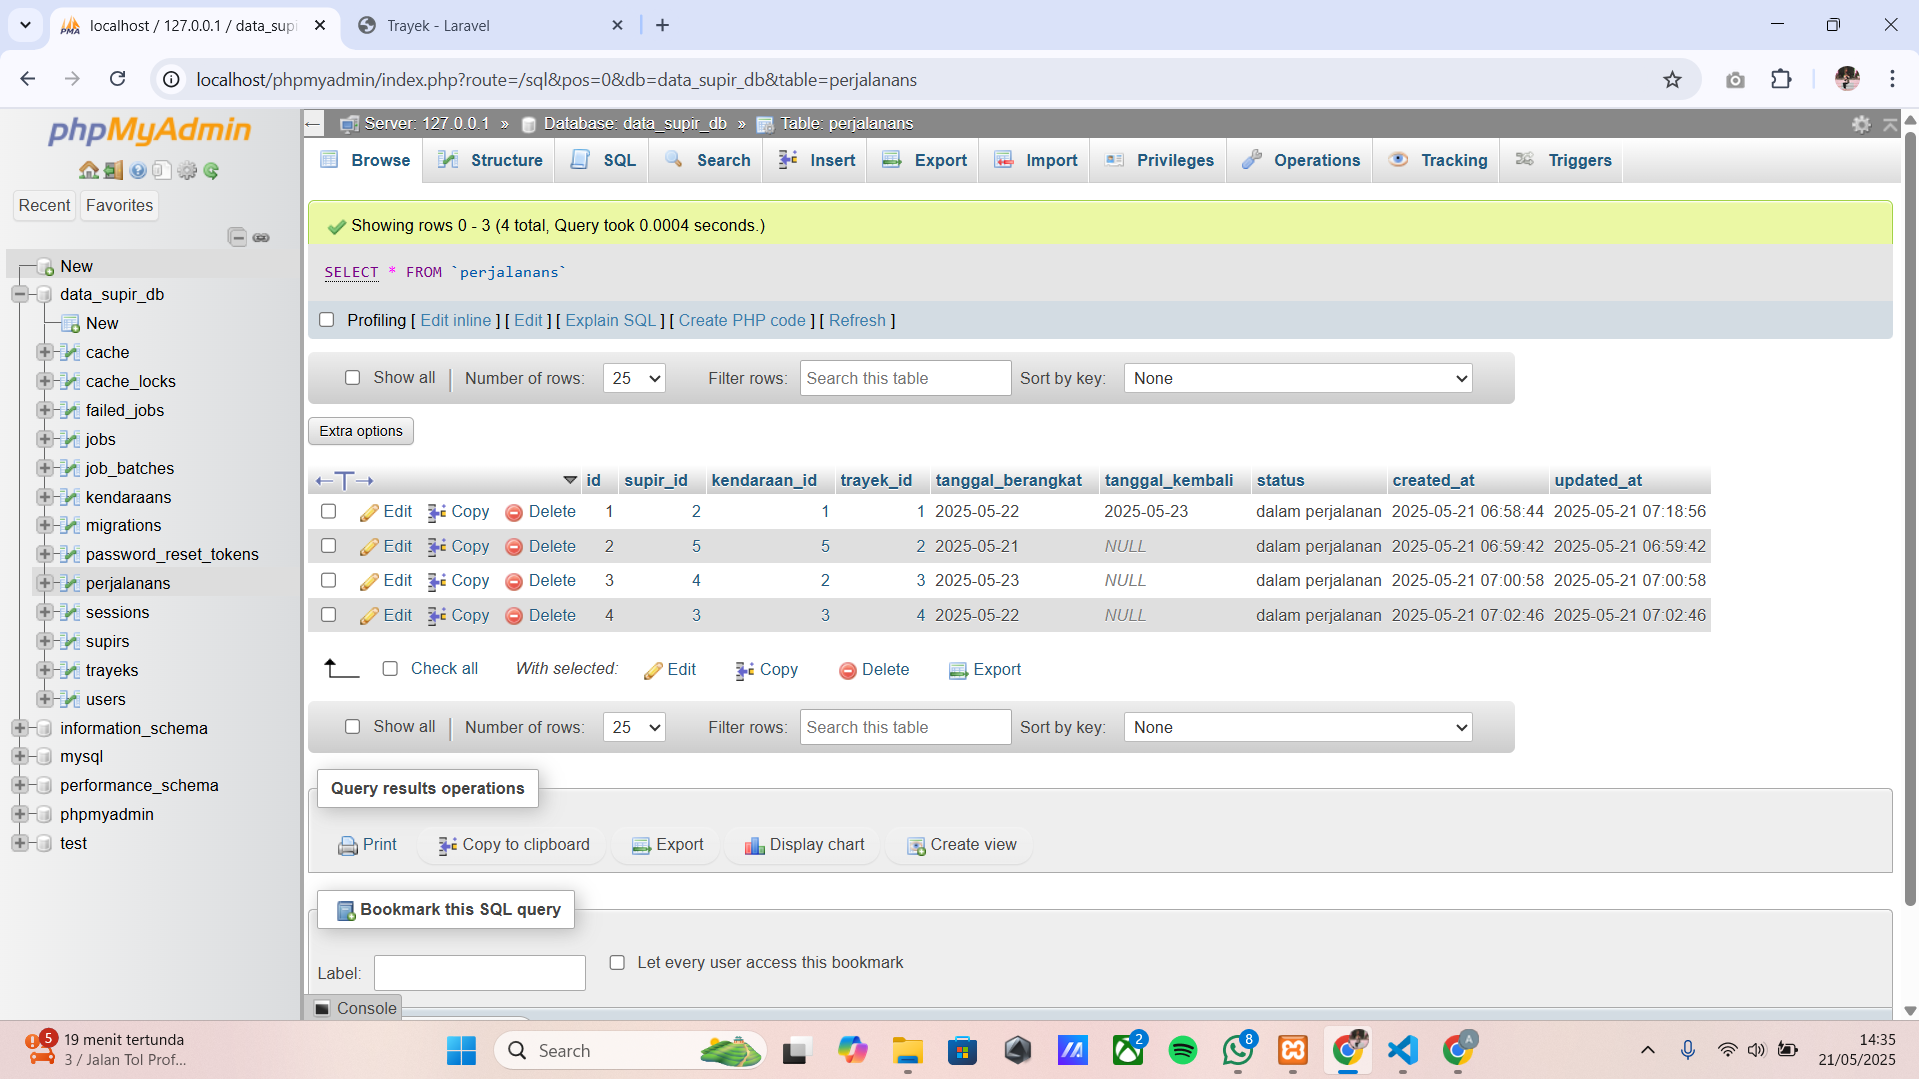 localhost / 127.0.0.1 / data_supi
Trayek - Laravel
localhost/phpmyadmin/index.php?route=/sql&pos=0&db=data_supir_db&table=perjalanans
phpMyAdmin
Recent Favorites
New
data_supir_db
New
cache
cache_locks
failed_jobs
jobs
job_batches
kendaraans
migrations
password_reset_tokens
perjalanans
sessions
supirs
trayeks
users
information_schema
mysql
performance_schema
phpmyadmin
test
Server: 127.0.0.1 » Database: data_supir_db » Table: perjalanans
Browse Structure SQL Search Insert Export Import Privileges Operations Tracking Triggers
Showing rows 0 - 3 (4 total, Query took 0.0004 seconds.)
SELECT * FROM `perjalanans`
Profiling [ Edit inline ] [ Edit ] [ Explain SQL ] [ Create PHP code ] [ Refresh ]
Show all Number of rows: 25 Filter rows: Search this table Sort by key: None
Extra options
id supir_id kendaraan_id trayek_id tanggal_berangkat tanggal_kembali status created_at updated_at
Edit Copy Delete 1 2 1 1 2025-05-22 2025-05-23 dalam perjalanan 2025-05-21 06:58:44 2025-05-21 07:18:56
Edit Copy Delete 2 5 5 2 2025-05-21 NULL dalam perjalanan 2025-05-21 06:59:42 2025-05-21 06:59:42
Edit Copy Delete 3 4 2 3 2025-05-23 NULL dalam perjalanan 2025-05-21 07:00:58 2025-05-21 07:00:58
Edit Copy Delete 4 3 3 4 2025-05-22 NULL dalam perjalanan 2025-05-21 07:02:46 2025-05-21 07:02:46
Check all With selected: Edit Copy Delete Export
Show all Number of rows: 25 Filter rows: Search this table Sort by key: None
Query results operations
Print Copy to clipboard Export Display chart Create view
Bookmark this SQL query
Label: Let every user access this bookmark
Console
5 19 menit tertunda
3 / Jalan Tol Prof...
Search
2
8
A
14:35
21/05/2025